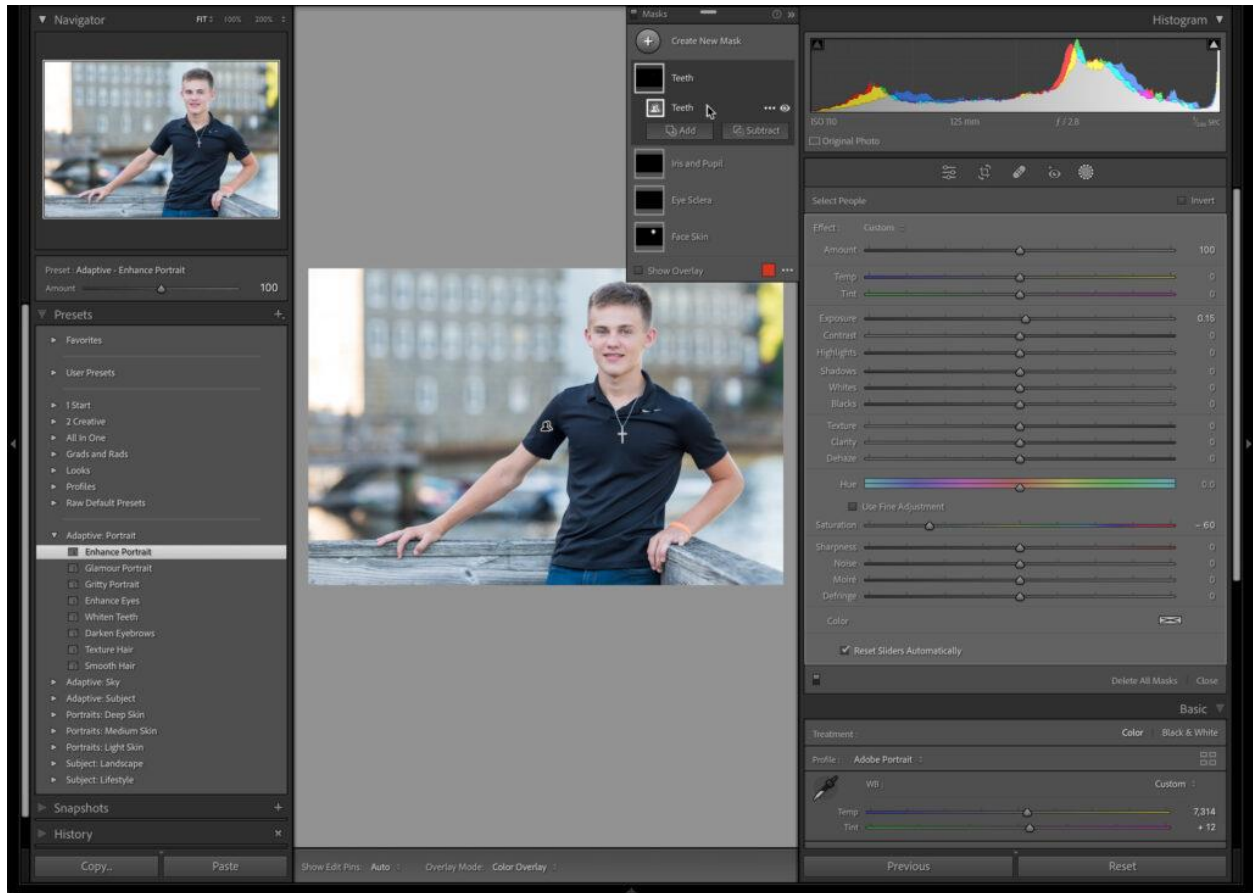 Navigator
FIT 100% 200%
Preset : Adaptive - Enhance Portrait
Amount 100
Presets
Favorites
User Presets
1 Start
2 Creative
All In One
Grads and Rads
Looks
Profiles
Raw Default Presets
Adaptive: Portrait
Enhance Portrait
Glamour Portrait
Gritty Portrait
Enhance Eyes
Whiten Teeth
Darken Eyebrows
Texture Hair
Smooth Hair
Adaptive: Sky
Adaptive: Subject
Portraits: Deep Skin
Portraits: Medium Skin
Portraits: Light Skin
Subject: Landscape
Subject: Lifestyle
Snapshots
History
Copy... Paste
Masks
Create New Mask
Teeth
Teeth
Add Subtract
Iris and Pupil
Eye Sclera
Face Skin
Show Overlay
Show Edit Pins: Auto Overlay Mode: Color Overlay
Histogram
ISO 110 125 mm f / 2.8 sec
Original Photo
Select People Invert
Effect : Custom
Amount 100
Temp 0
Tint 0
Exposure 0.15
Contrast 0
Highlights 0
Shadows 0
Whites 0
Blacks 0
Texture 0
Clarity 0
Dehaze 0
Hue 0.0
Use Fine Adjustment
Saturation – 60
Sharpness 0
Noise 0
Moiré 0
Defringe 0
Color
Reset Sliders Automatically
Delete All Masks Close
Basic
Treatment : Color Black & White
Profile : Adobe Portrait
WB : Custom
Temp 7,314
Tint + 12
Previous Reset